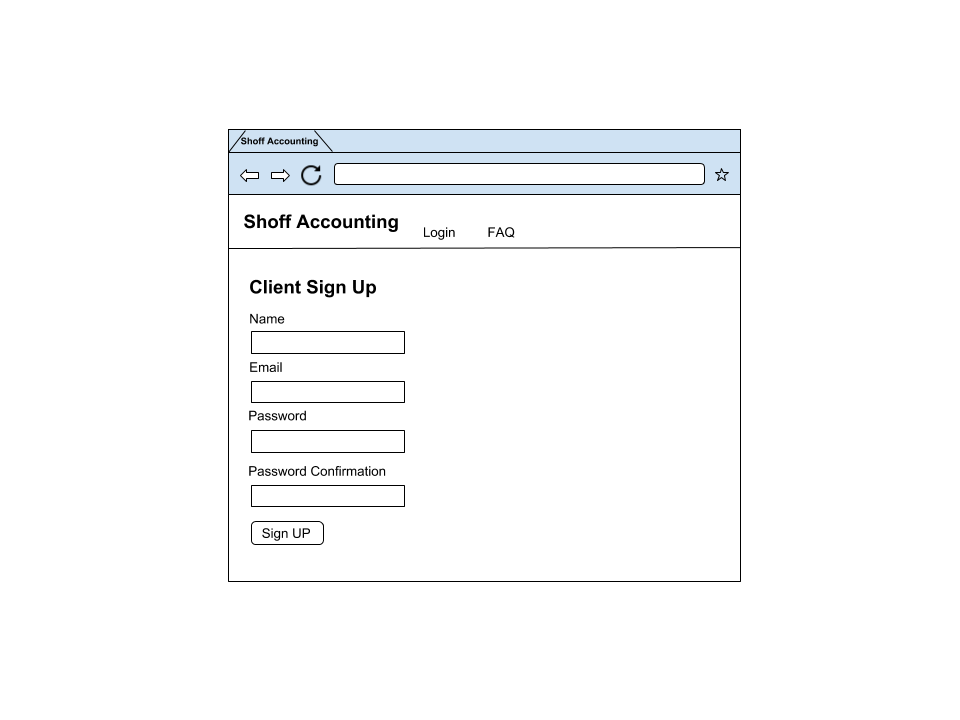 Shoff Accounting
Shoff Accounting
Login
FAQ
Client Sign Up
Name
Email
Password
Password Confirmation
Sign UP